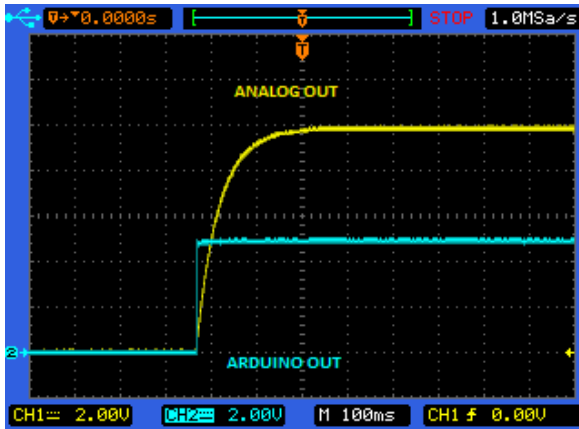 →▼0.0000s STOP 1.0MSa/s
T
ANALOG OUT
2
ARDUINO OUT
CH1 2.00V CH2 2.00V M 100ms CH1 0.00V